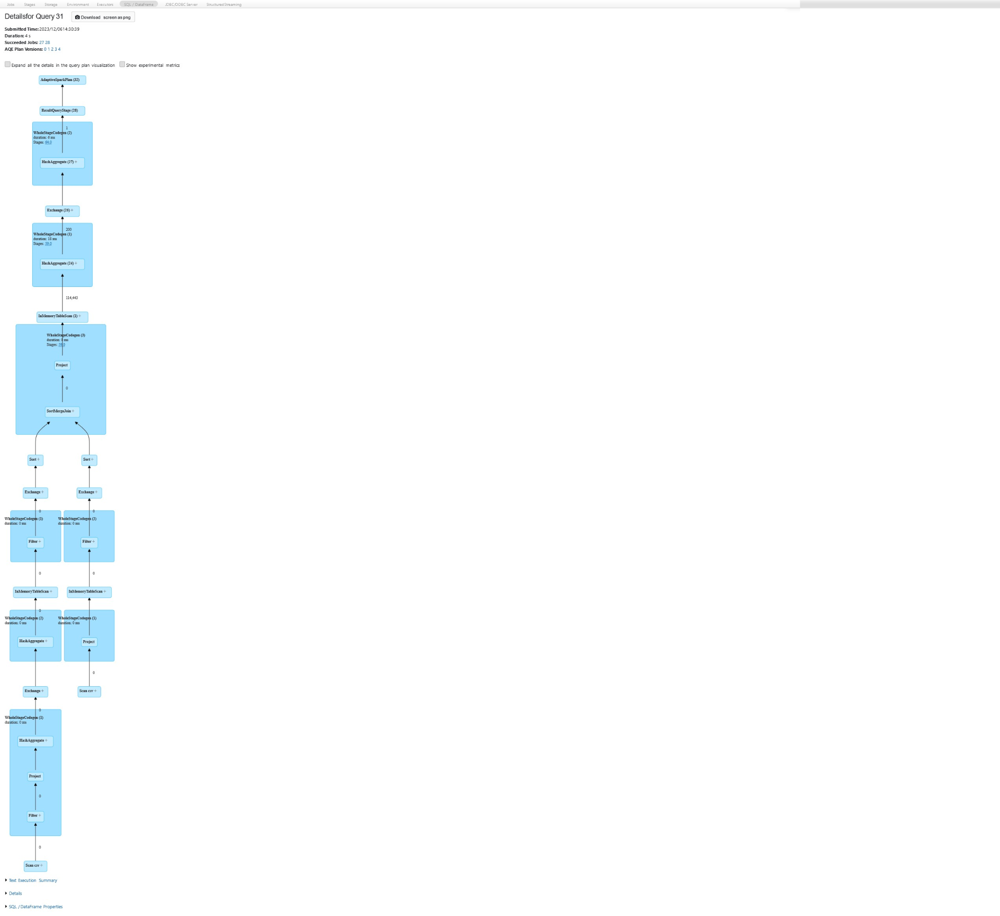 Jobs Stages Storage Environment Executors SQL / DataFrame JDBC/ODBC Server Structured Streaming
Details for Query 31 Download screen as png
Submitted Time: 2023/12/06 14:30:39
Duration: 4 s
Succeeded Jobs: 27 28
AQE Plan Versions: 0 1 2 3 4
Expand all the details in the query plan visualization Show experimental metrics
AdaptiveSparkPlan (32)
ResultQueryStage (28)
1
WholeStageCodegen (2)
duration: 6 ms
Stages: 64.0
HashAggregate (27) +
Exchange (26) +
200
WholeStageCodegen (1)
duration: 18 ms
Stages: 59.0
HashAggregate (24) +
114,443
InMemoryTableScan (1) +
WholeStageCodegen (3)
duration: 0 ms
Stages: 59.0
Project
0
SortMergeJoin +
Sort + Sort +
Exchange + Exchange +
0 0
WholeStageCodegen (1) WholeStageCodegen (2)
duration: 0 ms duration: 0 ms
Filter + Filter +
0 0
InMemoryTableScan + InMemoryTableScan +
0
WholeStageCodegen (2) WholeStageCodegen (1)
duration: 0 ms duration: 0 ms
HashAggregate + Project
0
Exchange + Scan csv +
0
WholeStageCodegen (1)
duration: 0 ms
HashAggregate +
Project
0
Filter +
0
Scan csv +
Text Execution Summary
Details
SQL / DataFrame Properties